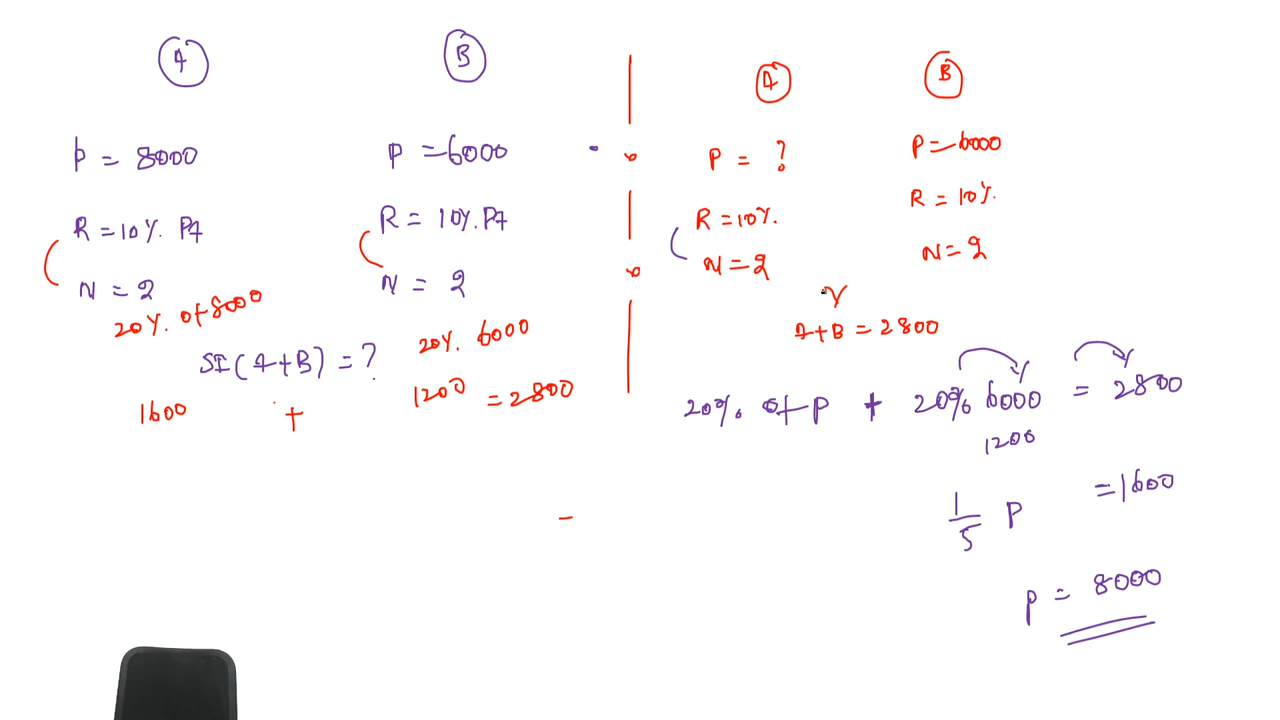 A B
p = 8000 P = 6000
R = 10%. PA R = 10%. PA
N = 2 N = 2
20%. of 8000 20%. 6000
SI (A+B) = ?
1600 + 1200 = 2800
A B
P = ? P = 6000
R = 10%. R = 10%.
N = 2 N = 2
A+B = 2800
20% of p + 20% 6000 = 2800
1200
1/5 P = 1600
P = 8000